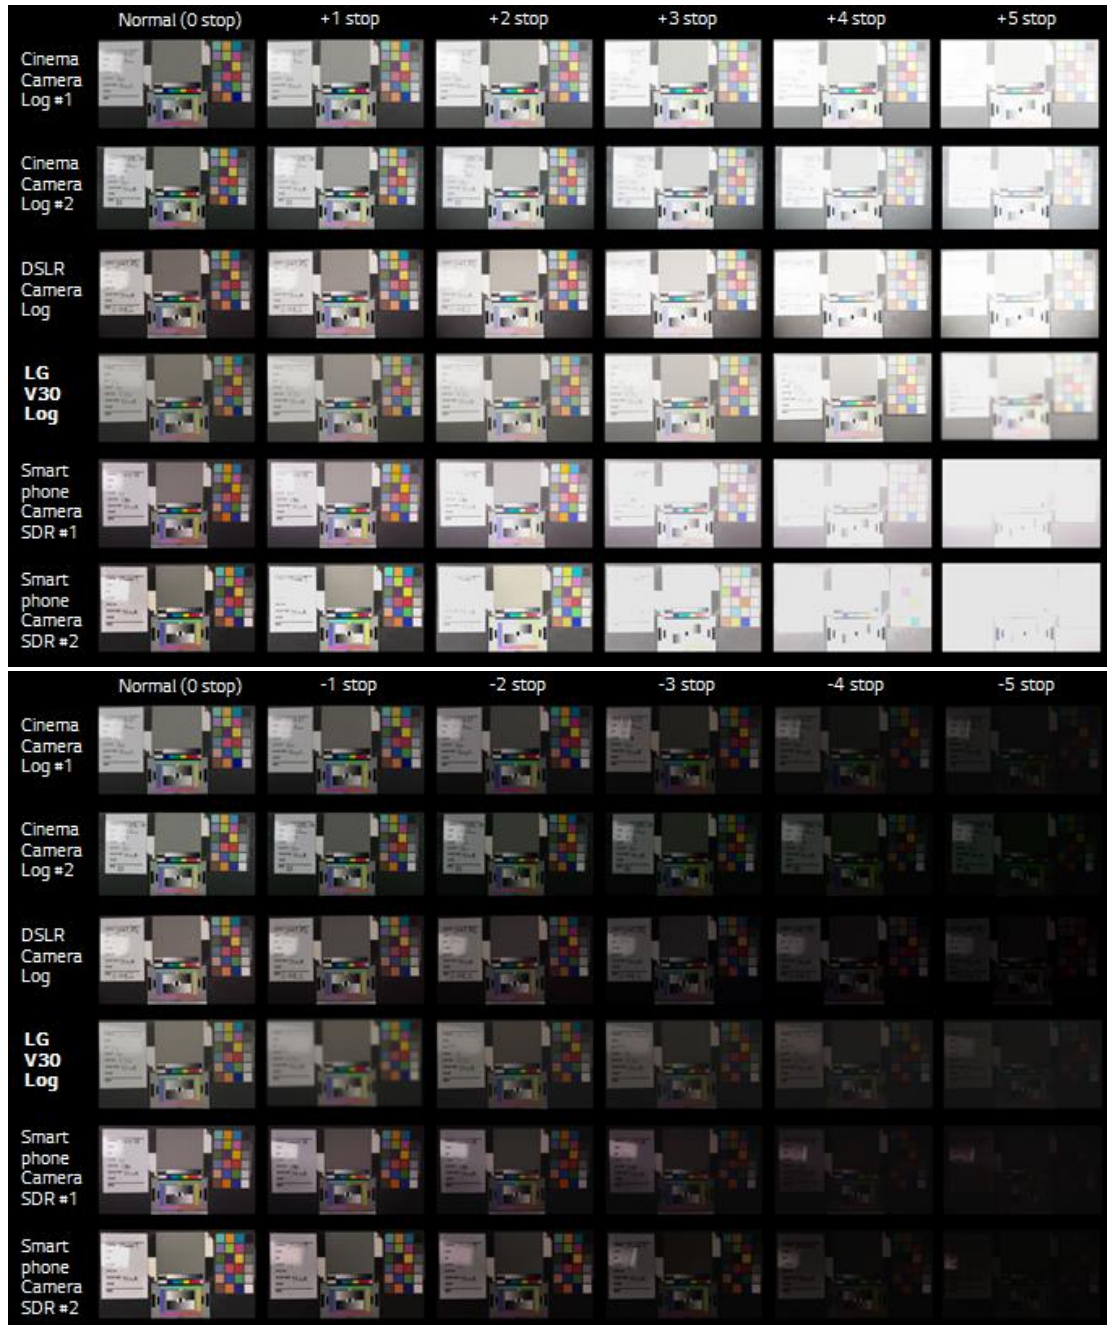 Normal (0 stop) +1 stop +2 stop +3 stop +4 stop +5 stop
Cinema
Camera
Log #1
Cinema
Camera
Log #2
DSLR
Camera
Log
LG
V30
Log
Smart
phone
Camera
SDR #1
Smart
phone
Camera
SDR #2
Normal (0 stop) -1 stop -2 stop -3 stop -4 stop -5 stop
Cinema
Camera
Log #1
Cinema
Camera
Log #2
DSLR
Camera
Log
LG
V30
Log
Smart
phone
Camera
SDR #1
Smart
phone
Camera
SDR #2